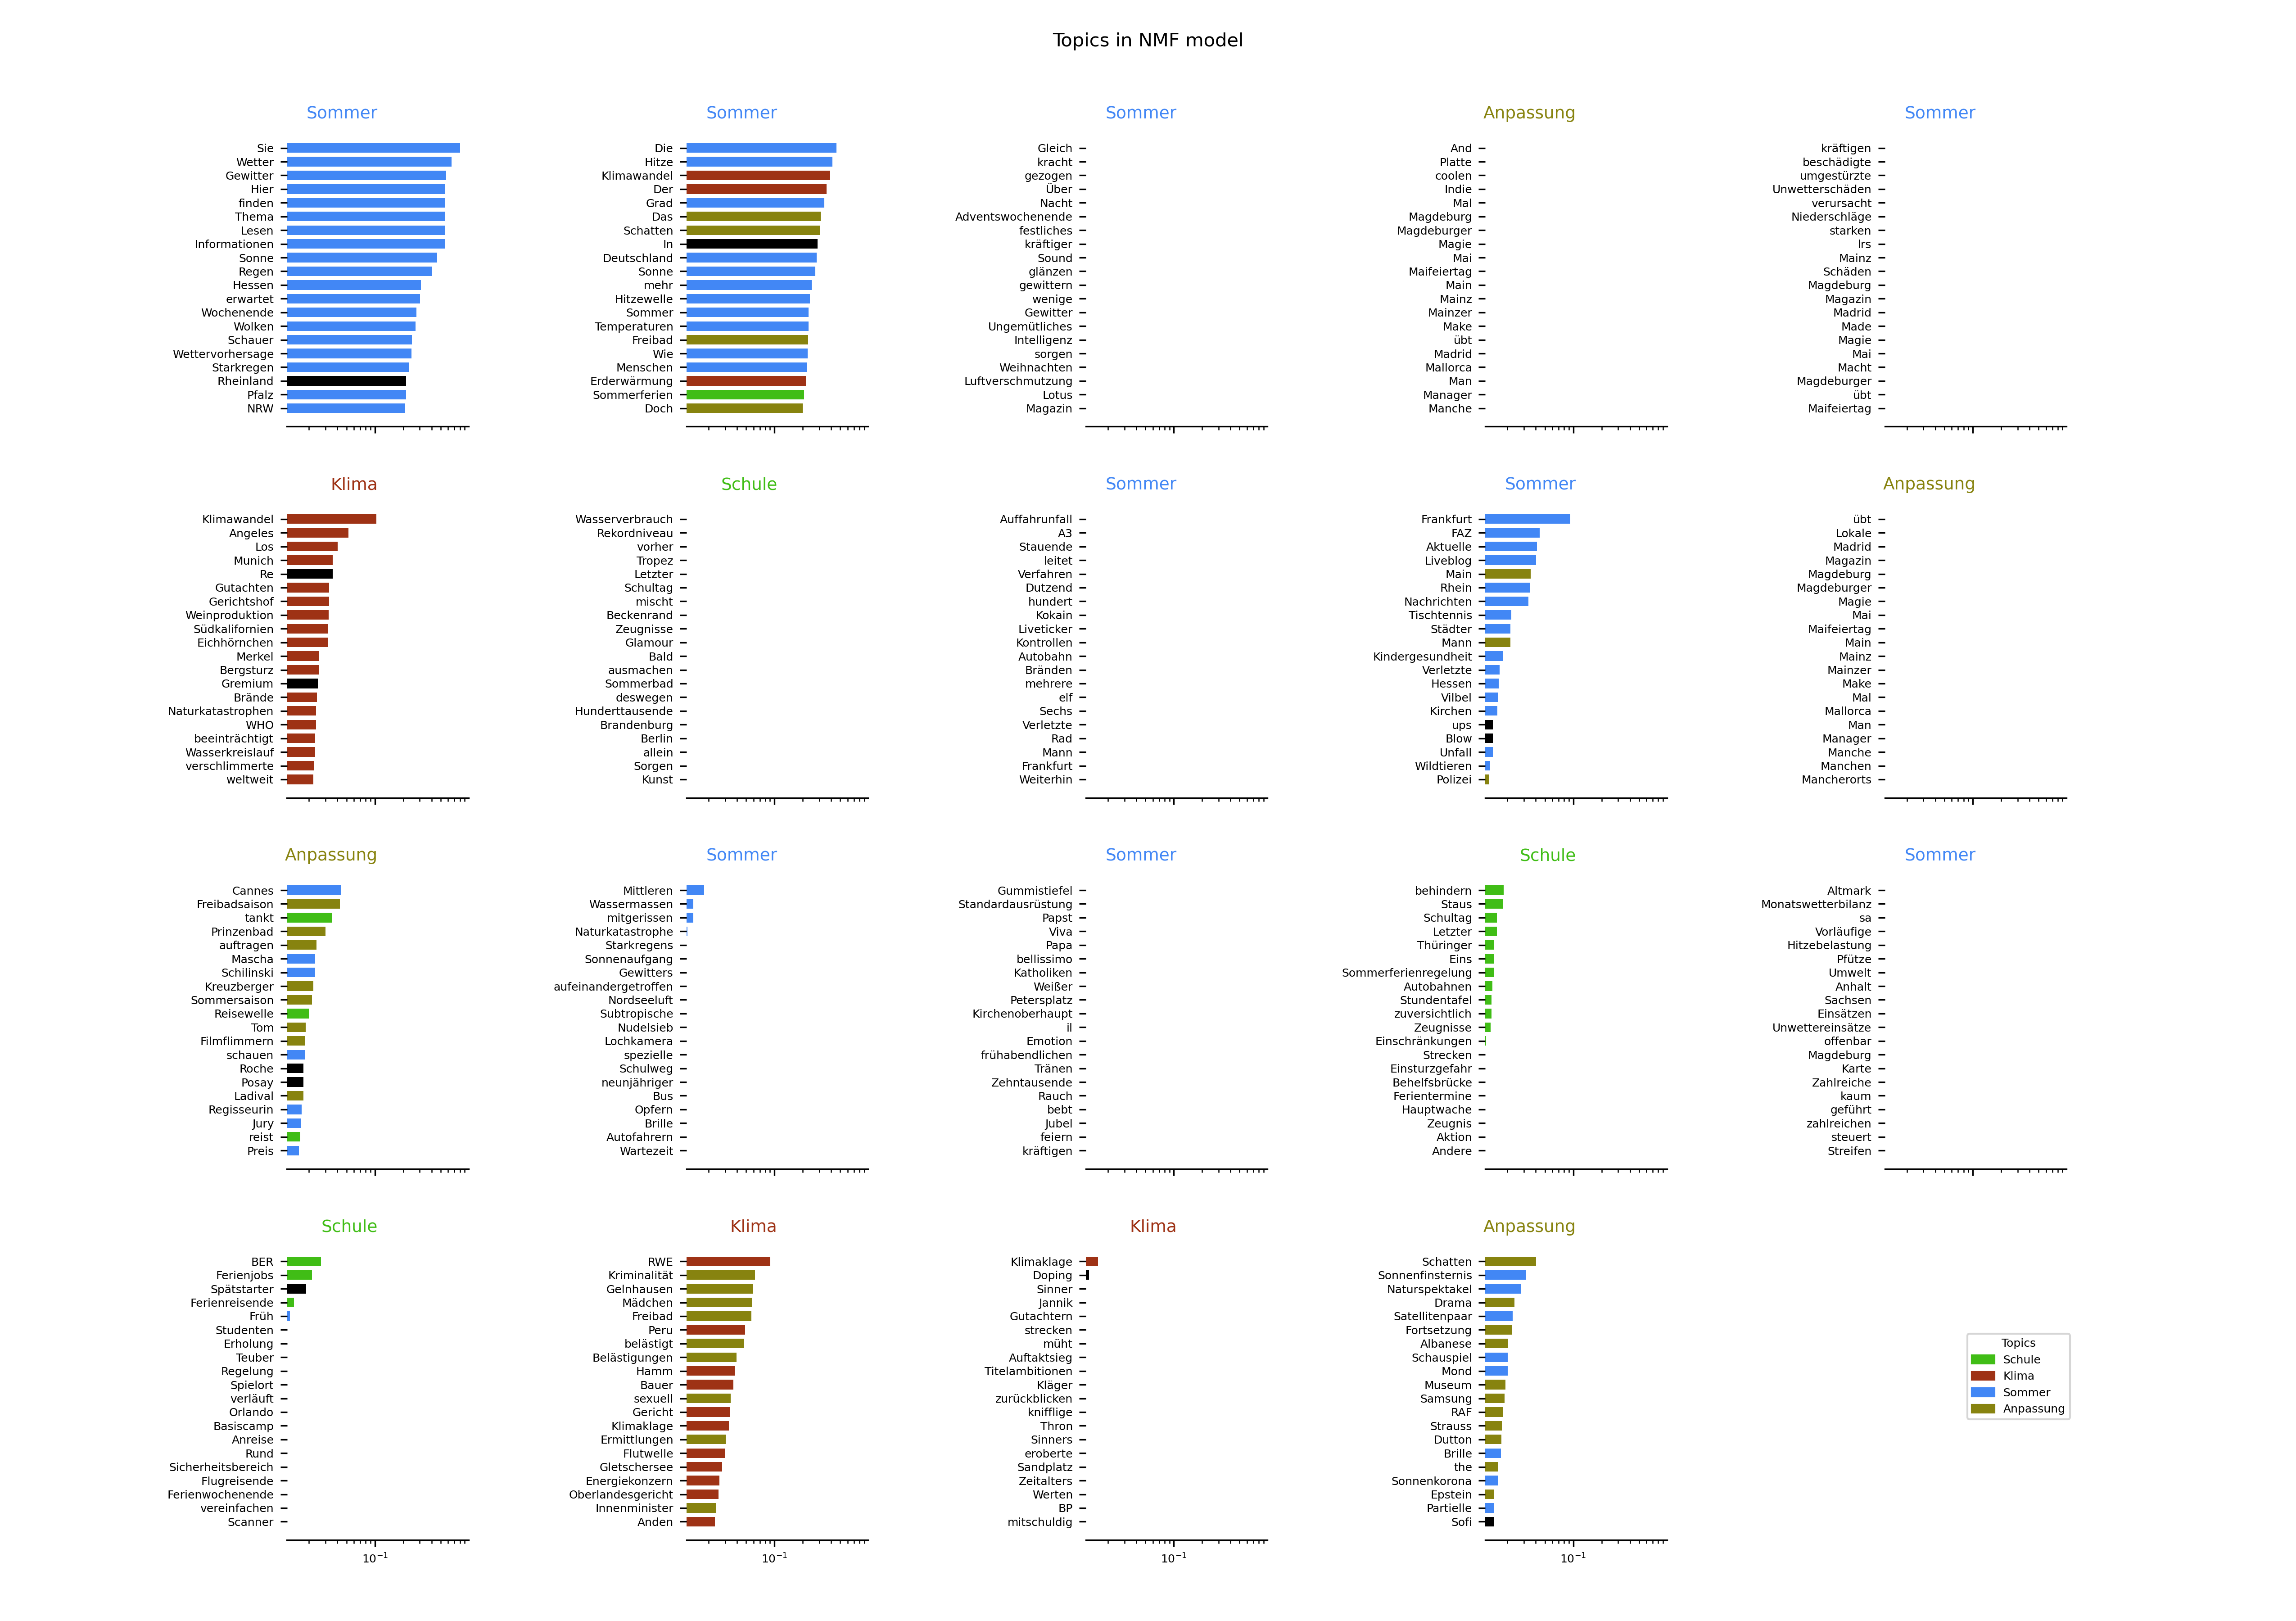 Topics in NMF model
Sommer
Sie
Wetter
Gewitter
Hier
finden
Thema
Lesen
Informationen
Sonne
Regen
Hessen
erwartet
Wochenende
Wolken
Schauer
Wettervorhersage
Starkregen
Rheinland
Pfalz
NRW
Sommer
Die
Hitze
Klimawandel
Der
Grad
Das
Schatten
In
Deutschland
Sonne
mehr
Hitzewelle
Sommer
Temperaturen
Freibad
Wie
Menschen
Erderwärmung
Sommerferien
Doch
Sommer
Gleich
kracht
gezogen
Über
Nacht
Adventswochenende
festliches
kräftiger
Sound
glänzen
gewittern
wenige
Gewitter
Ungemütliches
Intelligenz
sorgen
Weihnachten
Luftverschmutzung
Lotus
Magazin
Anpassung
And
Platte
coolen
Indie
Mal
Magdeburg
Magdeburger
Magie
Mai
Maifeiertag
Main
Mainz
Mainzer
Make
übt
Madrid
Mallorca
Man
Manager
Manche
Sommer
kräftigen
beschädigte
umgestürzte
Unwetterschäden
verursacht
Niederschläge
starken
lrs
Mainz
Schäden
Magdeburg
Magazin
Madrid
Made
Magie
Mai
Macht
Magdeburger
übt
Maifeiertag
Klima
Klimawandel
Angeles
Los
Munich
Re
Gutachten
Gerichtshof
Weinproduktion
Südkalifornien
Eichhörnchen
Merkel
Bergsturz
Gremium
Brände
Naturkatastrophen
WHO
beeinträchtigt
Wasserkreislauf
verschlimmerte
weltweit
Schule
Wasserverbrauch
Rekordniveau
vorher
Tropez
Letzter
Schultag
mischt
Beckenrand
Zeugnisse
Glamour
Bald
ausmachen
Sommerbad
deswegen
Hunderttausende
Brandenburg
Berlin
allein
Sorgen
Kunst
Sommer
Auffahrunfall
A3
Stauende
leitet
Verfahren
Dutzend
hundert
Kokain
Liveticker
Kontrollen
Autobahn
Bränden
mehrere
elf
Sechs
Verletzte
Rad
Mann
Frankfurt
Weiterhin
Sommer
Frankfurt
FAZ
Aktuelle
Liveblog
Main
Rhein
Nachrichten
Tischtennis
Städter
Mann
Kindergesundheit
Verletzte
Hessen
Vilbel
Kirchen
ups
Blow
Unfall
Wildtieren
Polizei
Anpassung
übt
Lokale
Madrid
Magazin
Magdeburg
Magdeburger
Magie
Mai
Maifeiertag
Main
Mainz
Mainzer
Make
Mal
Mallorca
Man
Manager
Manche
Manchen
Mancherorts
Anpassung
Cannes
Freibadsaison
tankt
Prinzenbad
auftragen
Mascha
Schilinski
Kreuzberger
Sommersaison
Reisewelle
Tom
Filmflimmern
schauen
Roche
Posay
Ladival
Regisseurin
Jury
reist
Preis
Sommer
Mittleren
Wassermassen
mitgerissen
Naturkatastrophe
Starkregens
Sonnenaufgang
Gewitters
aufeinandergetroffen
Nordseeluft
Subtropische
Nudelsieb
Lochkamera
spezielle
Schulweg
neunjähriger
Bus
Opfern
Brille
Autofahrern
Wartezeit
Sommer
Gummistiefel
Standardausrüstung
Papst
Viva
Papa
bellissimo
Katholiken
Weißer
Petersplatz
Kirchenoberhaupt
il
Emotion
frühabendlichen
Tränen
Zehntausende
Rauch
bebt
Jubel
feiern
kräftigen
Schule
behindern
Staus
Schultag
Letzter
Thüringer
Eins
Sommerferienregelung
Autobahnen
Stundentafel
zuversichtlich
Zeugnisse
Einschränkungen
Strecken
Einsturzgefahr
Behelfsbrücke
Ferientermine
Hauptwache
Zeugnis
Aktion
Andere
Sommer
Altmark
Monatswetterbilanz
sa
Vorläufige
Hitzebelastung
Pfütze
Umwelt
Anhalt
Sachsen
Einsätzen
Unwettereinsätze
offenbar
Magdeburg
Karte
Zahlreiche
kaum
geführt
zahlreichen
steuert
Streifen
Schule
BER
Ferienjobs
Spätstarter
Ferienreisende
Früh
Studenten
Erholung
Teuber
Regelung
Spielort
verläuft
Orlando
Basiscamp
Anreise
Rund
Sicherheitsbereich
Flugreisende
Ferienwochenende
vereinfachen
Scanner
10⁻¹
Klima
RWE
Kriminalität
Gelnhausen
Mädchen
Freibad
Peru
belästigt
Belästigungen
Hamm
Bauer
sexuell
Gericht
Klimaklage
Ermittlungen
Flutwelle
Gletschersee
Energiekonzern
Oberlandesgericht
Innenminister
Anden
10⁻¹
Klima
Klimaklage
Doping
Sinner
Jannik
Gutachtern
strecken
müht
Auftaktsieg
Titelambitionen
Kläger
zurückblicken
knifflige
Thron
Sinners
eroberte
Sandplatz
Zeitalters
Werten
BP
mitschuldig
10⁻¹
Anpassung
Schatten
Sonnenfinsternis
Naturspektakel
Drama
Satellitenpaar
Fortsetzung
Albanese
Schauspiel
Mond
Museum
Samsung
RAF
Strauss
Dutton
Brille
the
Sonnenkorona
Epstein
Partielle
Sofi
10⁻¹
Topics
Schule
Klima
Sommer
Anpassung